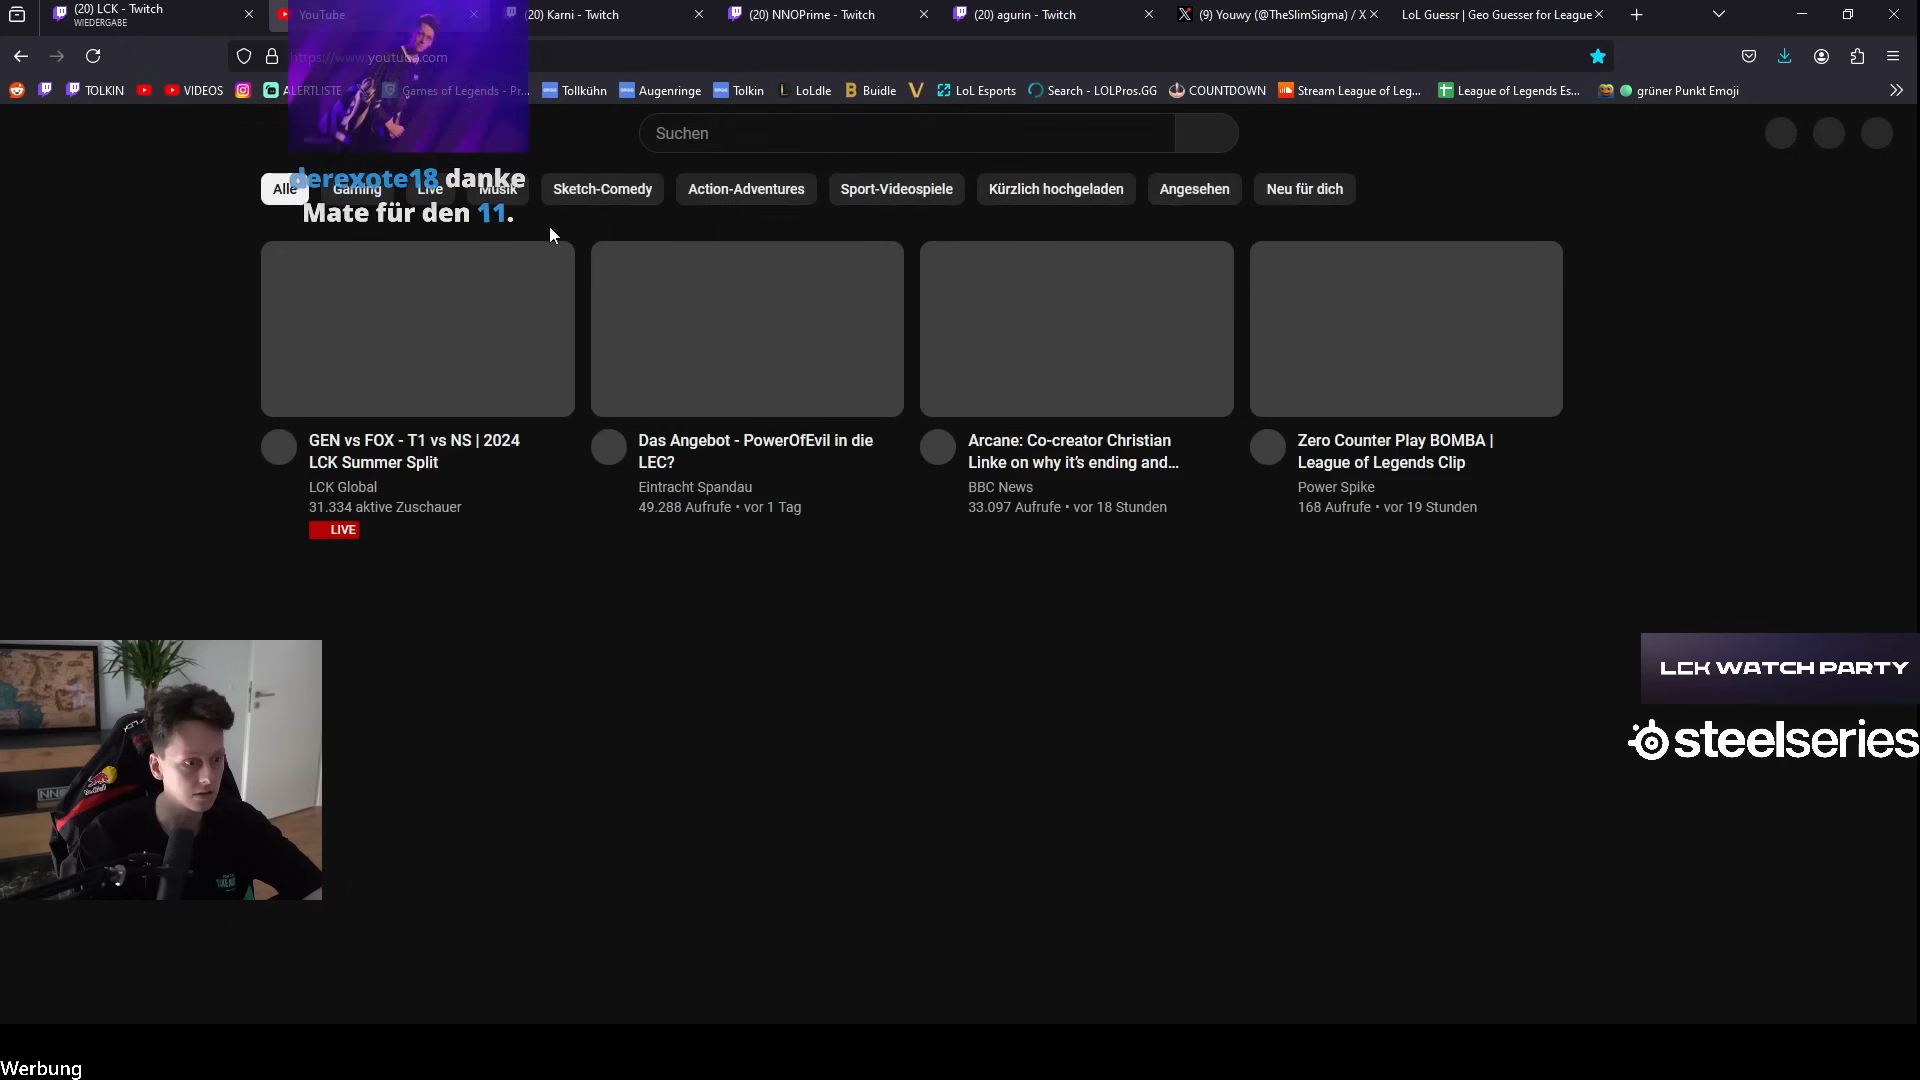 (20) LCK - Twitch
WIEDERGABE
YouTube
(20) Karni - Twitch
(20) NNOPrime - Twitch
(20) agurin - Twitch
(9) Youwy (@TheSlimSigma) / X
LoL Guessr | Geo Guesser for League
https://www.youtube.com
TOLKIN
VIDEOS
ALERTLISTE
Games of Legends - Pr...
Tollkühn
Augenringe
Tolkin
LoLdle
Buidle
LoL Esports
Search - LOLPros.GG
COUNTDOWN
Stream League of Leg...
League of Legends Es...
grüner Punkt Emoji
Suchen
derexote18 danke
Mate für den 11.
Alle
Gaming
Live
Musik
Sketch-Comedy
Action-Adventures
Sport-Videospiele
Kürzlich hochgeladen
Angesehen
Neu für dich
GEN vs FOX - T1 vs NS | 2024
LCK Summer Split
LCK Global
31.334 aktive Zuschauer
LIVE
Das Angebot - PowerOfEvil in die
LEC?
Eintracht Spandau
49.288 Aufrufe • vor 1 Tag
Arcane: Co-creator Christian
Linke on why it's ending and...
BBC News
33.097 Aufrufe • vor 18 Stunden
Zero Counter Play BOMBA |
League of Legends Clip
Power Spike
168 Aufrufe • vor 19 Stunden
LCK WATCH PARTY
steelseries
Werbung